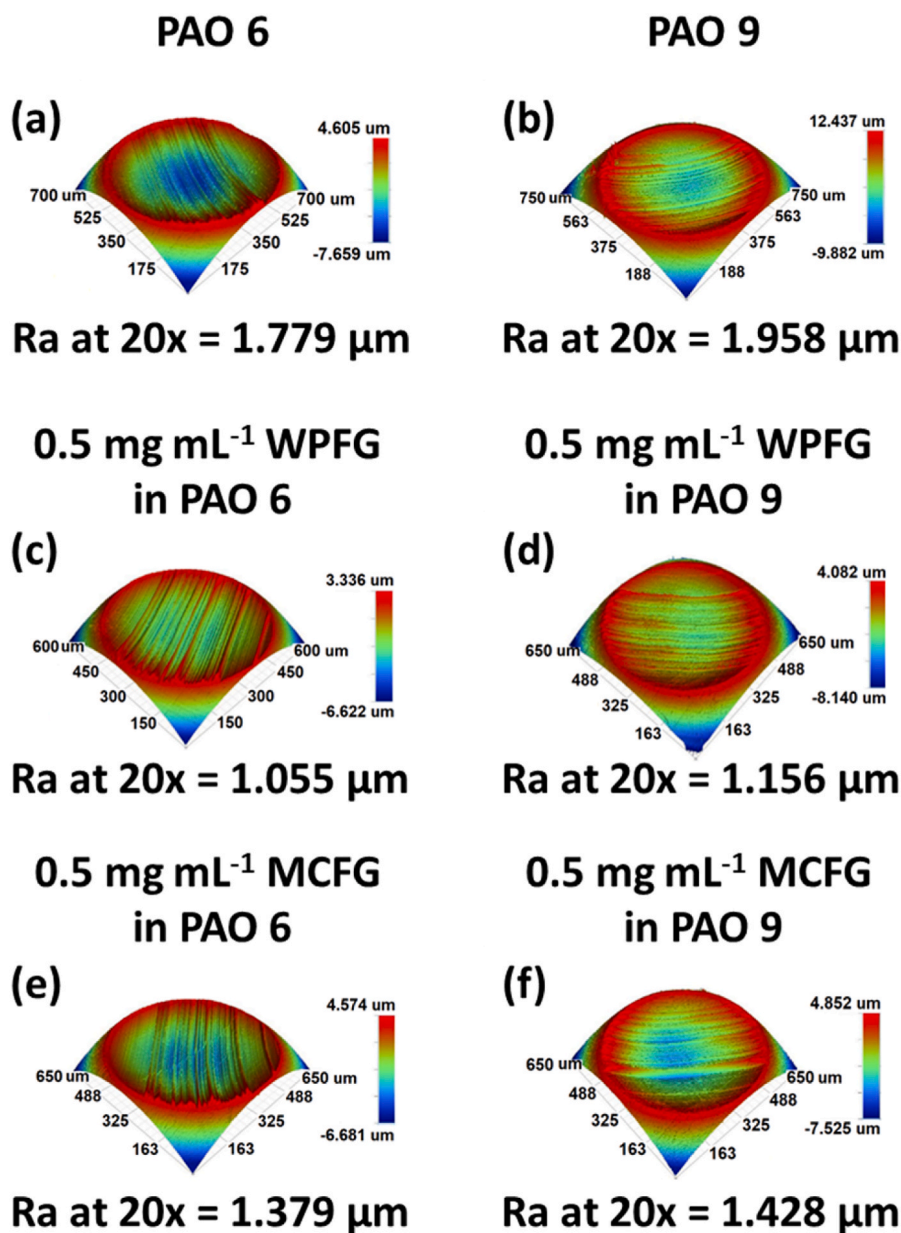 PAO 6
PAO 9
(a)
4.605 um
-7.659 um
700 um
525
350
175
175
350
525
700 um
Ra at 20x = 1.779 µm
(b)
12.437 um
-9.882 um
750 um
563
375
188
188
375
563
750 um
Ra at 20x = 1.958 µm
0.5 mg mL⁻¹ WPFG
in PAO 6
0.5 mg mL⁻¹ WPFG
in PAO 9
(c)
3.336 um
-6.622 um
600 um
450
300
150
150
300
450
600 um
Ra at 20x = 1.055 µm
(d)
4.082 um
-8.140 um
650 um
488
325
163
163
325
488
650 um
Ra at 20x = 1.156 µm
0.5 mg mL⁻¹ MCFG
in PAO 6
0.5 mg mL⁻¹ MCFG
in PAO 9
(e)
4.574 um
-6.681 um
650 um
488
325
163
163
325
488
650 um
Ra at 20x = 1.379 µm
(f)
4.852 um
-7.525 um
650 um
488
325
163
163
325
488
650 um
Ra at 20x = 1.428 µm